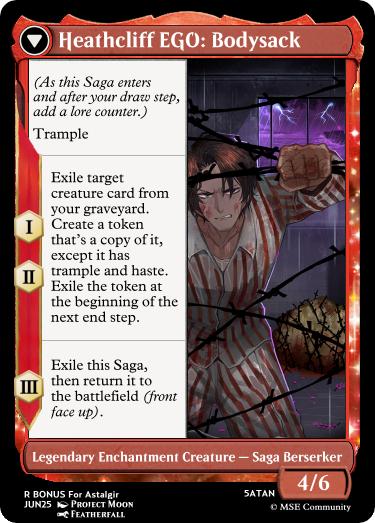 Heathcliff EGO: Bodysack
(As this Saga enters
and after your draw step,
add a lore counter.)
Trample
I
II
Exile target
creature card from
your graveyard.
Create a token
that's a copy of it,
except it has
trample and haste.
Exile the token at
the beginning of the
next end step.
III
Exile this Saga,
then return it to
the battlefield (front
face up).
Legendary Enchantment Creature — Saga Berserker
4/6
R BONUS For Astalgir
5ATAN
JUN25 Project Moon
Featherfall
© MSE Community